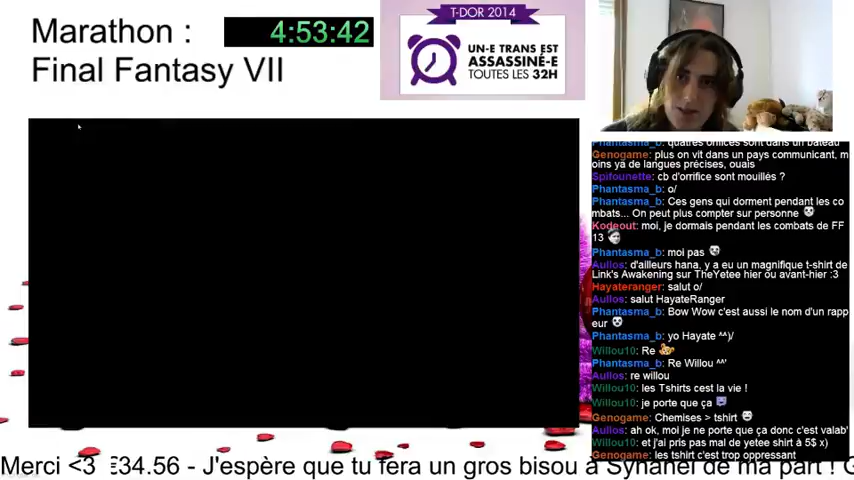 Marathon :
Final Fantasy VII
4:53:42
T-DOR 2014
UN-E TRANS EST
ASSASSINÉ-E
TOUTES LES 32H
Phantasma_b: quatres orifices sont dans un bateau
Genogame: plus on vit dans un pays communicant, m
oins ya de langues précises, ouais
Spifounette: cb d'orrifice sont mouillés ?
Phantasma_b: o/
Phantasma_b: Ces gens qui dorment pendant les co
mbats... On peut plus compter sur personne
Kodeout: moi, je dormais pendant les combats de FF
13
Phantasma_b: moi pas
Aullos: d'ailleurs hana, y a eu un magnifique t-shirt de
Link's Awakening sur TheYetee hier ou avant-hier :3
Hayateranger: salut o/
Aullos: salut HayateRanger
Phantasma_b: Bow Wow c'est aussi le nom d'un rapp
eur
Phantasma_b: yo Hayate ^^)/
Willou10: Re
Phantasma_b: Re Willou ^^'
Aullos: re willou
Willou10: les Tshirts cest la vie !
Willou10: je porte que ça
Genogame: Chemises > tshirt
Aullos: ah ok, moi je ne porte que ça donc c'est valab'
Willou10: et j'ai pris pas mal de yetee shirt à 5$ x)
Genogame: les tshirt c'est trop oppressant
Merci <3 €34.56 - J'espère que tu fera un gros bisou à Synahel de ma part ! G